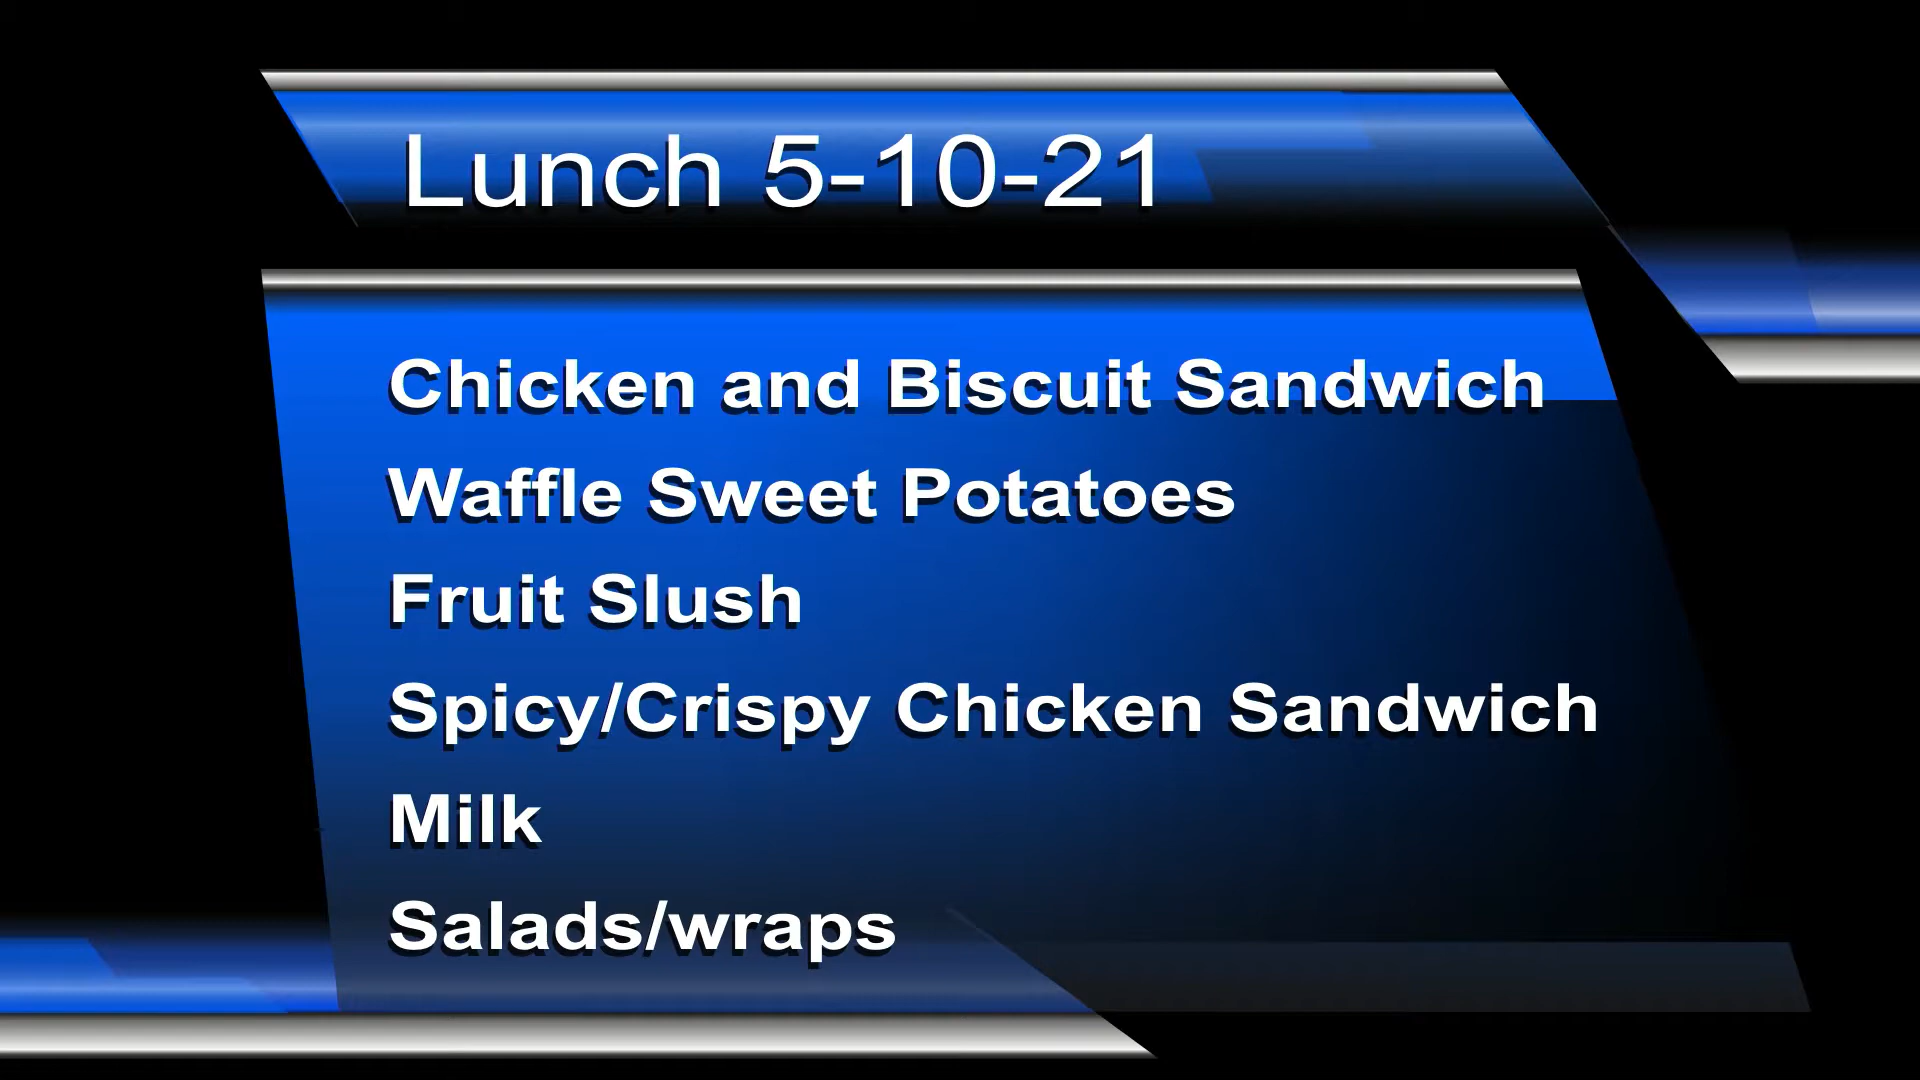 Lunch 5-10-21
Chicken and Biscuit Sandwich
Waffle Sweet Potatoes
Fruit Slush
Spicy/Crispy Chicken Sandwich
Milk
Salads/wraps